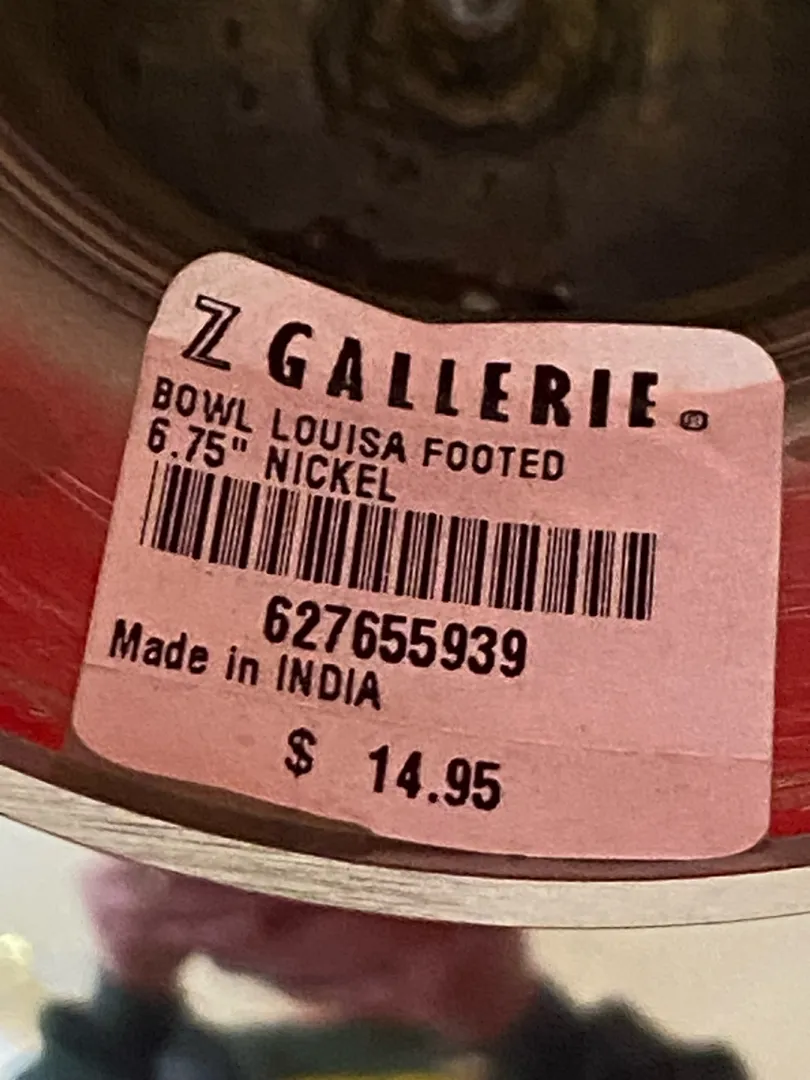 Z GALLERIE®
BOWL LOUISA FOOTED
6.75" NICKEL
627655939
Made in INDIA
$ 14.95